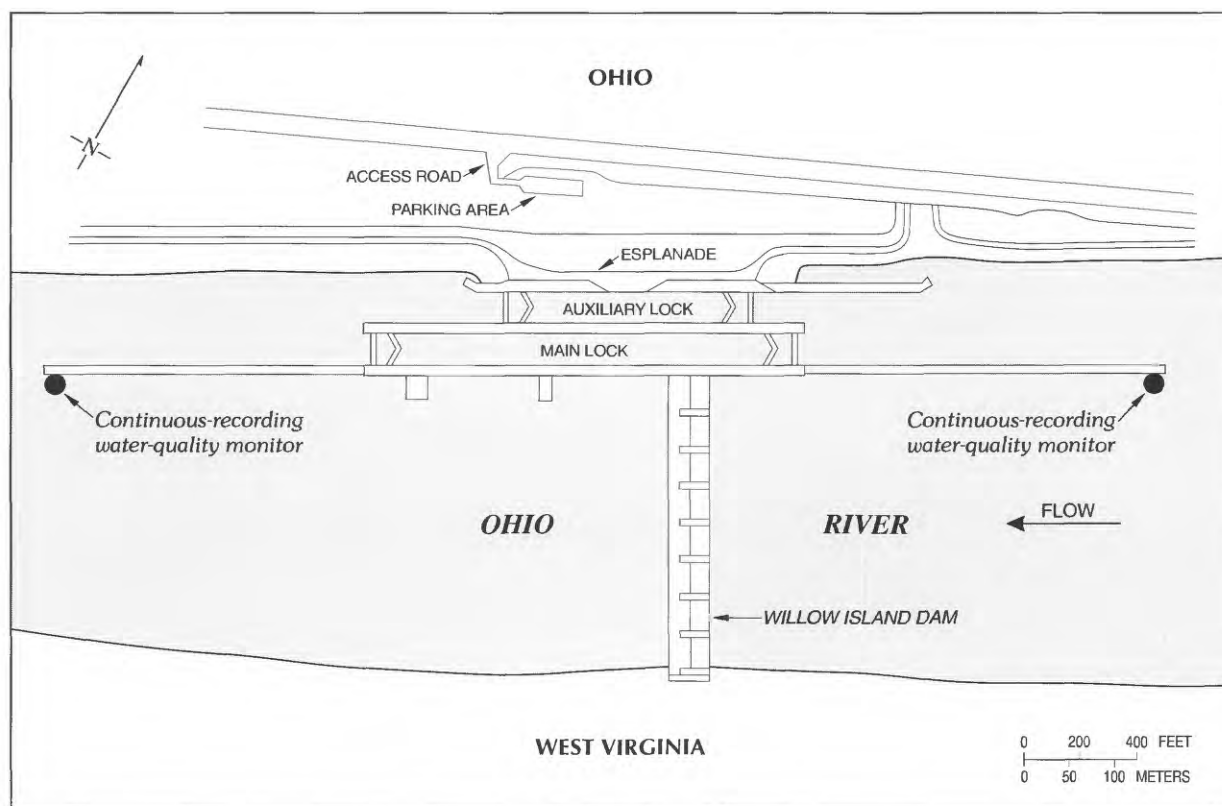 OHIO
N
ACCESS ROAD
PARKING AREA
ESPLANADE
AUXILIARY LOCK
MAIN LOCK
Continuous-recording
water-quality monitor
Continuous-recording
water-quality monitor
OHIO RIVER
FLOW
WILLOW ISLAND DAM
WEST VIRGINIA
0 200 400 FEET
0 50 100 METERS